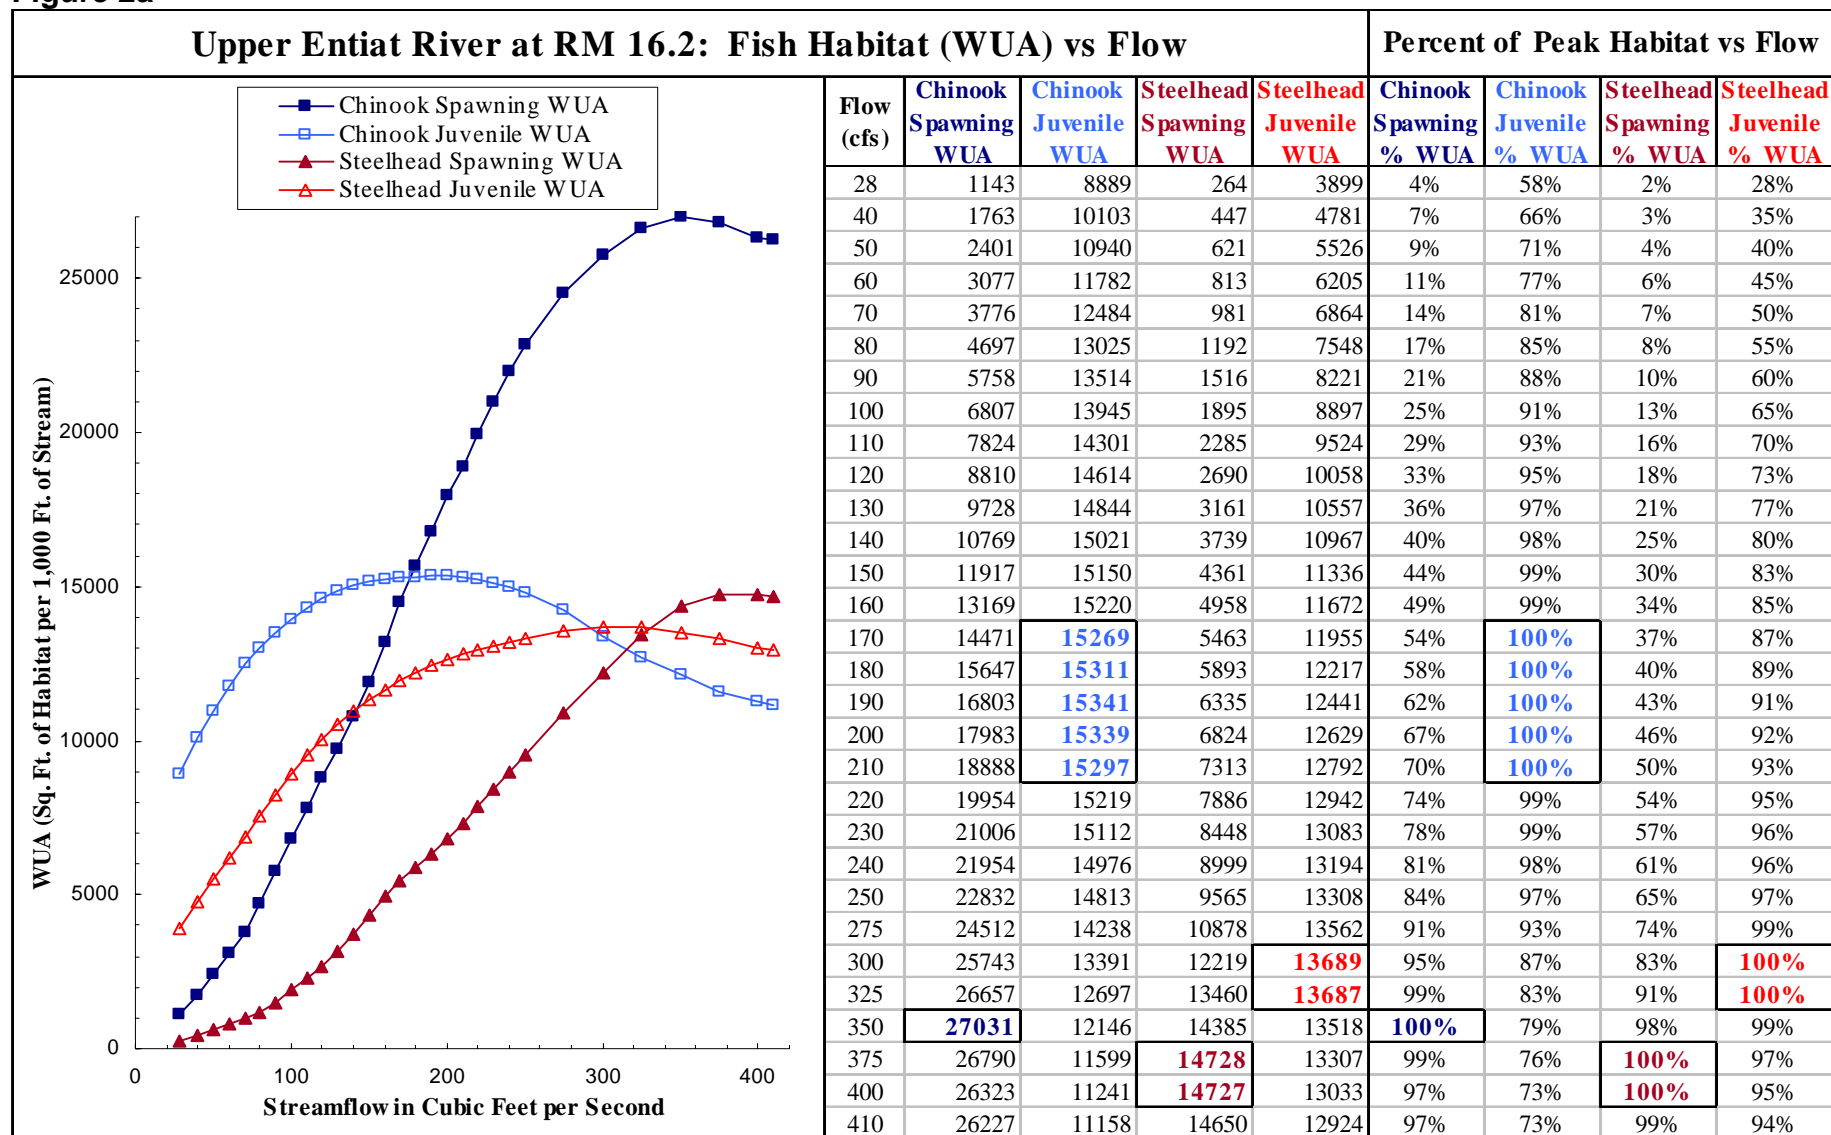 Upper Entiat River at RM 16.2: Fish Habitat (WUA) vs Flow
Percent of Peak Habitat vs Flow
Chinook Spawning WUA
Chinook Juvenile WUA
Steelhead Spawning WUA
Steelhead Juvenile WUA
WUA (Sq. Ft. of Habitat per 1,000 Ft. of Stream)
25000
20000
15000
10000
5000
0
0 100 200 300 400
Streamflow in Cubic Feet per Second
Flow (cfs) Chinook Spawning WUA Chinook Juvenile WUA Steelhead Spawning WUA Steelhead Juvenile WUA Chinook Spawning % WUA Chinook Juvenile % WUA Steelhead Spawning % WUA Steelhead Juvenile % WUA
28 1143 8889 264 3899 4% 58% 2% 28%
40 1763 10103 447 4781 7% 66% 3% 35%
50 2401 10940 621 5526 9% 71% 4% 40%
60 3077 11782 813 6205 11% 77% 6% 45%
70 3776 12484 981 6864 14% 81% 7% 50%
80 4697 13025 1192 7548 17% 85% 8% 55%
90 5758 13514 1516 8221 21% 88% 10% 60%
100 6807 13945 1895 8897 25% 91% 13% 65%
110 7824 14301 2285 9524 29% 93% 16% 70%
120 8810 14614 2690 10058 33% 95% 18% 73%
130 9728 14844 3161 10557 36% 97% 21% 77%
140 10769 15021 3739 10967 40% 98% 25% 80%
150 11917 15150 4361 11336 44% 99% 30% 83%
160 13169 15220 4958 11672 49% 99% 34% 85%
170 14471 15269 5463 11955 54% 100% 37% 87%
180 15647 15311 5893 12217 58% 100% 40% 89%
190 16803 15341 6335 12441 62% 100% 43% 91%
200 17983 15339 6824 12629 67% 100% 46% 92%
210 18888 15297 7313 12792 70% 100% 50% 93%
220 19954 15219 7886 12942 74% 99% 54% 95%
230 21006 15112 8448 13083 78% 99% 57% 96%
240 21954 14976 8999 13194 81% 98% 61% 96%
250 22832 14813 9565 13308 84% 97% 65% 97%
275 24512 14238 10878 13562 91% 93% 74% 99%
300 25743 13391 12219 13689 95% 87% 83% 100%
325 26657 12697 13460 13687 99% 83% 91% 100%
350 27031 12146 14385 13518 100% 79% 98% 99%
375 26790 11599 14728 13307 99% 76% 100% 97%
400 26323 11241 14727 13033 97% 73% 100% 95%
410 26227 11158 14650 12924 97% 73% 99% 94%